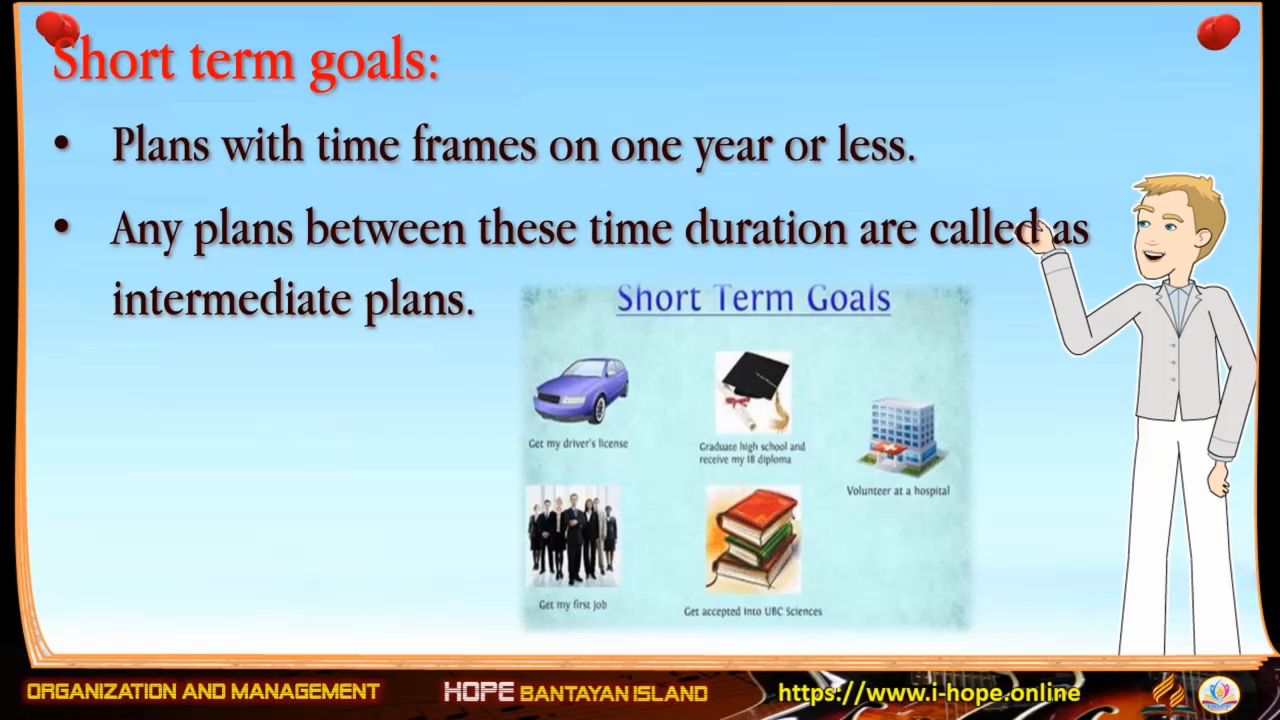 Short term goals:
• Plans with time frames on one year or less.
• Any plans between these time duration are called as
intermediate plans.
Short Term Goals
Get my driver's license
Graduate high school and
receive my IB diploma
Volunteer at a hospital
Get my first job
Get accepted into UBC Sciences
ORGANIZATION AND MANAGEMENT
HOPE BANTAYAN ISLAND
https://www.i-hope.online